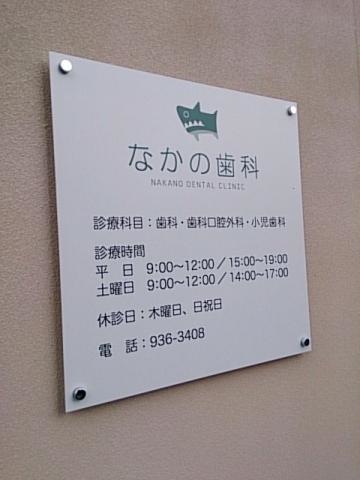 なかの歯科
NAKANO DENTAL CLINIC
診療科目：歯科・歯科口腔外科・小児歯科
診療時間
平　日　9:00〜12:00／15:00〜19:00
土曜日　9:00〜12:00／14:00〜17:00
休診日：木曜日、日祝日
電　話：936-3408